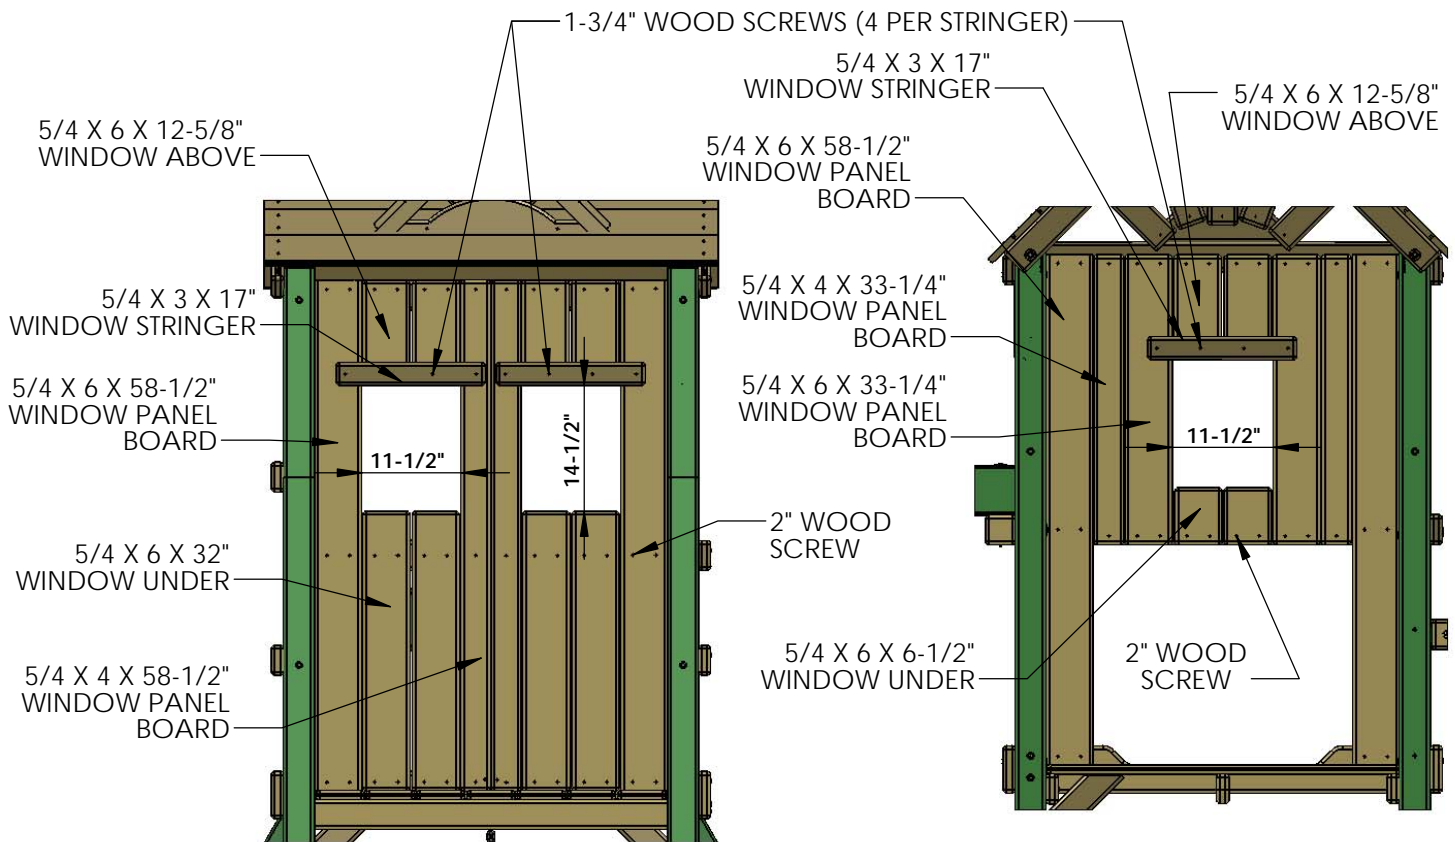 1-3/4" WOOD SCREWS (4 PER STRINGER)
5/4 X 6 X 12-5/8"
WINDOW ABOVE
5/4 X 3 X 17"
WINDOW STRINGER
5/4 X 6 X 58-1/2"
WINDOW PANEL
BOARD
11-1/2"
14-1/2"
5/4 X 6 X 32"
WINDOW UNDER
5/4 X 4 X 58-1/2"
WINDOW PANEL
BOARD
2" WOOD
SCREW
5/4 X 3 X 17"
WINDOW STRINGER
5/4 X 6 X 12-5/8"
WINDOW ABOVE
5/4 X 6 X 58-1/2"
WINDOW PANEL
BOARD
5/4 X 4 X 33-1/4"
WINDOW PANEL
BOARD
5/4 X 6 X 33-1/4"
WINDOW PANEL
BOARD
11-1/2"
5/4 X 6 X 6-1/2"
WINDOW UNDER
2" WOOD
SCREW